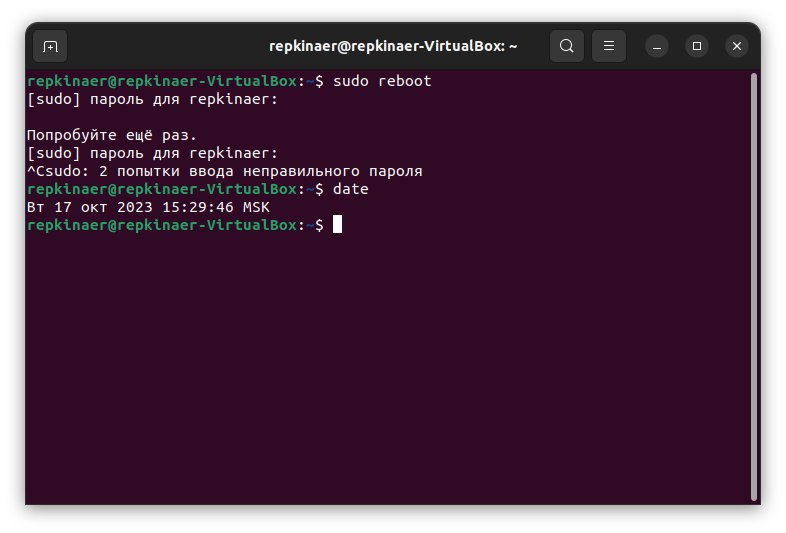 repkinaer@repkinaer-VirtualBox: ~
repkinaer@repkinaer-VirtualBox:~$ sudo reboot
[sudo] пароль для repkinaer:
Попробуйте ещё раз.
[sudo] пароль для repkinaer:
^Csudo: 2 попытки ввода неправильного пароля
repkinaer@repkinaer-VirtualBox:~$ date
Вт 17 окт 2023 15:29:46 MSK
repkinaer@repkinaer-VirtualBox:~$